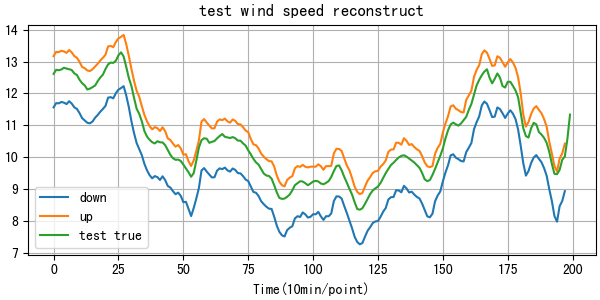 test wind speed reconstruct
14
13
12
11
10
9
8
7
down
up
test true
0 25 50 75 100 125 150 175 200
Time(10min/point)